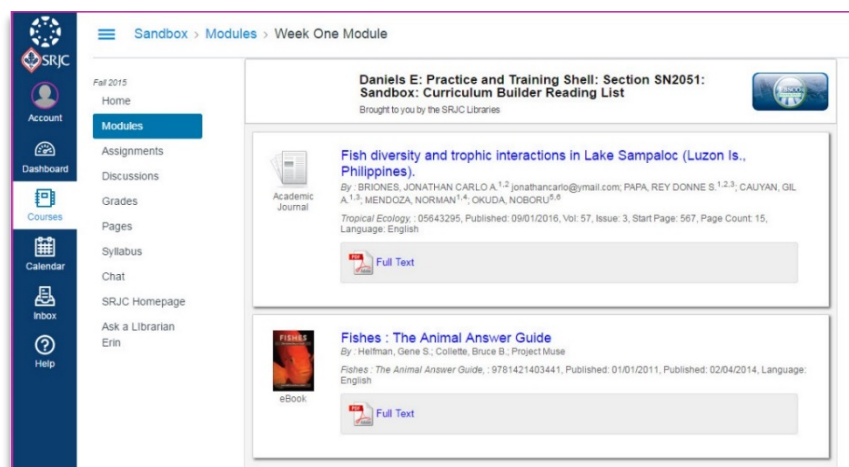 SRJC
Account
Dashboard
Courses
Calendar
Inbox
Help
Sandbox > Modules > Week One Module
Fall 2015
Home
Modules
Assignments
Discussions
Grades
Pages
Syllabus
Chat
SRJC Homepage
Ask a Librarian
Erin
Daniels E: Practice and Training Shell: Section SN2051:
Sandbox: Curriculum Builder Reading List
Brought to you by the SRJC Libraries
Academic
Journal
Fish diversity and trophic interactions in Lake Sampaloc (Luzon Is.,
Philippines).
By : BRIONES, JONATHAN CARLO A.1,2 jonathancarlo@ymail.com; PAPA, REY DONNE S.1,2,3; CAUYAN, GIL
A.1,3; MENDOZA, NORMAN1,4; OKUDA, NOBORU5,6
Tropical Ecology, : 05643295, Published: 09/01/2016, Vol: 57, Issue: 3, Start Page: 567, Page Count: 15,
Language: English
PDF
Full Text
FISHES
eBook
Fishes : The Animal Answer Guide
By : Helfman, Gene S.; Collette, Bruce B.; Project Muse
Fishes : The Animal Answer Guide, : 9781421403441, Published: 01/01/2011, Published: 02/04/2014, Language:
English
PDF
Full Text